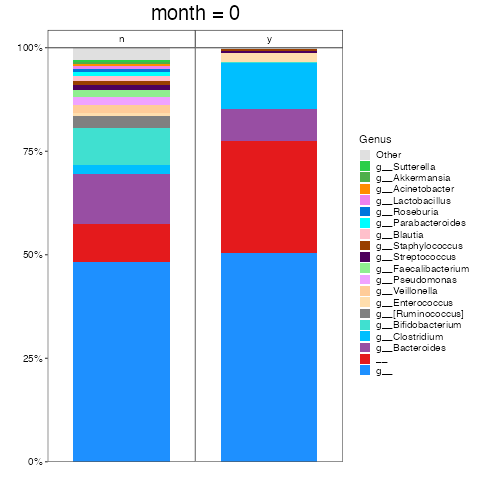 month = 0
n
y
100%
75%
50%
25%
0%
Genus
Other
g__Sutterella
g__Akkermansia
g__Acinetobacter
g__Lactobacillus
g__Roseburia
g__Parabacteroides
g__Blautia
g__Staphylococcus
g__Streptococcus
g__Faecalibacterium
g__Pseudomonas
g__Veillonella
g__Enterococcus
g__[Ruminococcus]
g__Bifidobacterium
g__Clostridium
g__Bacteroides
__
g__